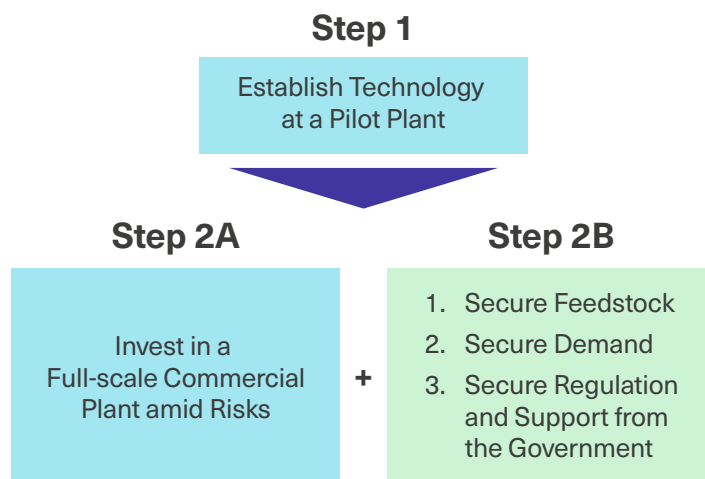 Step 1
Establish Technology
at a Pilot Plant
Step 2A
Invest in a
Full-scale Commercial
Plant amid Risks
+
Step 2B
1. Secure Feedstock
2. Secure Demand
3. Secure Regulation
and Support from
the Government